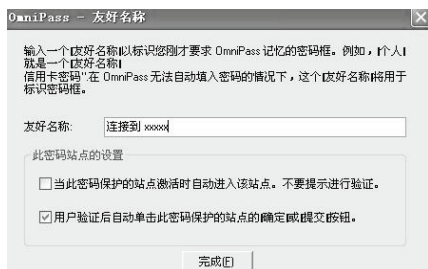 OmniPass - 友好名称
输入一个"友好名称"以标识您刚才要求 OmniPass 记忆的密码框。例如，"个人"
就是一个"友好名称"
信用卡密码".在 OmniPass 无法自动填入密码的情况下，这个"友好名称"将用于
标识密码框。
友好名称: 连接到 xxxxx
此密码站点的设置
当此密码保护的站点激活时自动进入该站点。不要提示进行验证。
用户验证后自动单击此密码保护的站点的"确定"或"提交"按钮。
完成(F)